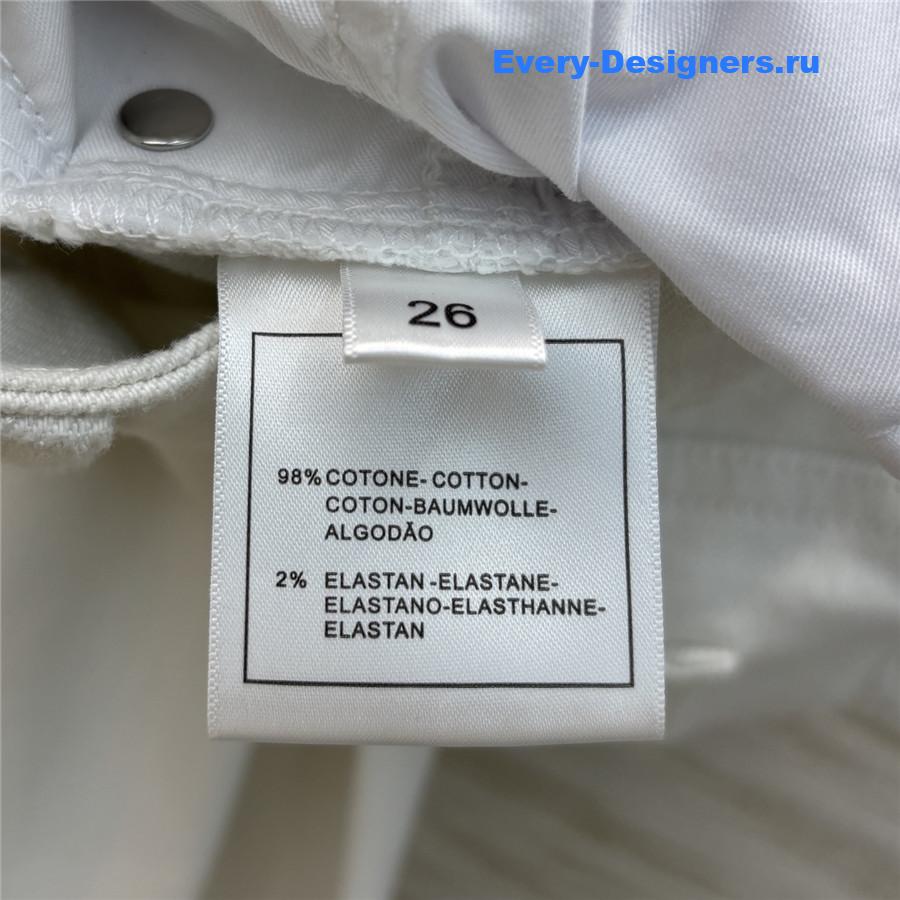 Every-Designers.ru
26
98% COTONE- COTTON-
COTON-BAUMWOLLE-
ALGODÃO
2% ELASTAN -ELASTANE-
ELASTANO-ELASTHANNE-
ELASTAN